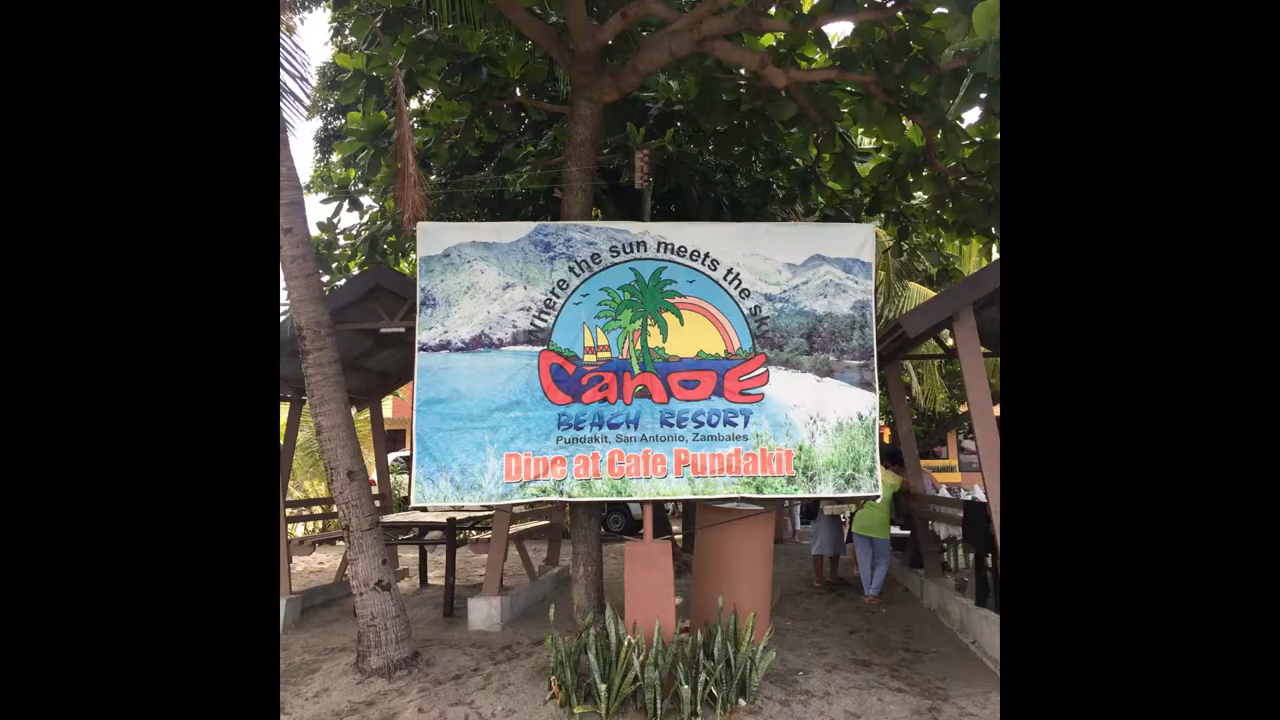 Where the sun meets the sky
Canoe
BEACH RESORT
Pundakit, San Antonio, Zambales
Dine at Cafe Pundakit